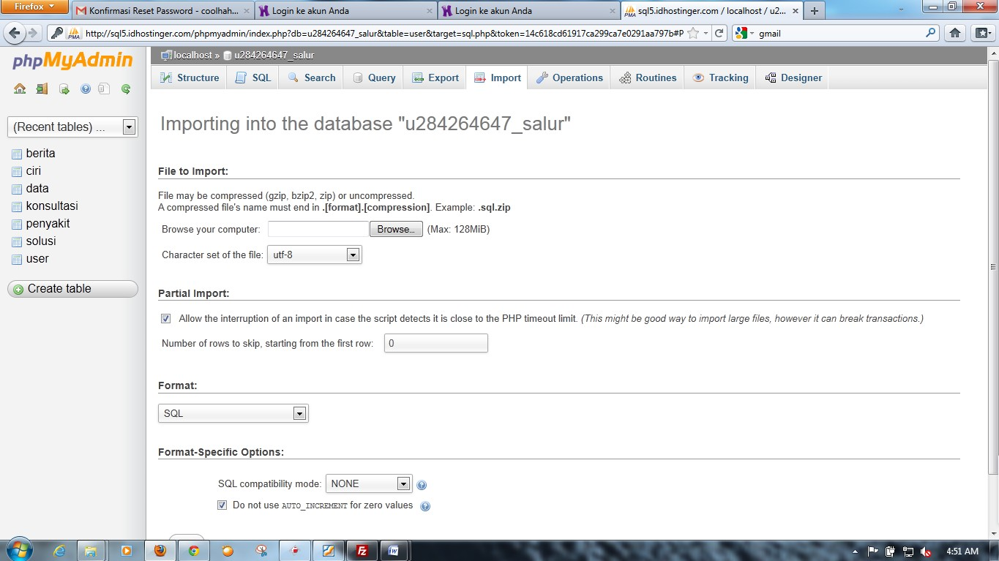 Firefox
Konfirmasi Reset Password - coolhah...
Login ke akun Anda
Login ke akun Anda
sql5.idhostinger.com / localhost / u2...
http://sql5.idhostinger.com/phpmyadmin/index.php?db=u284264647_salur&table=user&target=sql.php&token=14c618cd61917ce299ca7e0291aa797b#P
gmail
phpMyAdmin
localhost » u284264647_salur
Structure
SQL
Search
Query
Export
Import
Operations
Routines
Tracking
Designer
(Recent tables) ...
berita
ciri
data
konsultasi
penyakit
solusi
user
Create table
Importing into the database "u284264647_salur"
File to Import:
File may be compressed (gzip, bzip2, zip) or uncompressed.
A compressed file's name must end in .[format].[compression]. Example: .sql.zip
Browse your computer: Browse... (Max: 128MiB)
Character set of the file: utf-8
Partial Import:
Allow the interruption of an import in case the script detects it is close to the PHP timeout limit. (This might be good way to import large files, however it can break transactions.)
Number of rows to skip, starting from the first row: 0
Format:
SQL
Format-Specific Options:
SQL compatibility mode: NONE
Do not use AUTO_INCREMENT for zero values
4:51 AM